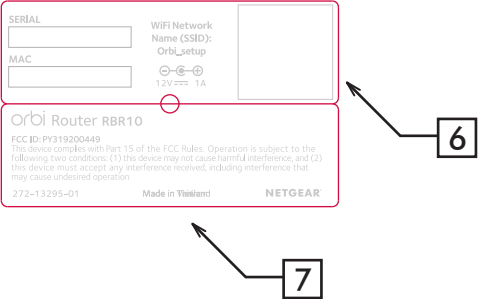 SERIAL
MAC
WiFi Network
Name (SSID):
Orbi_setup
12V 1A
orbi Router RBR10
FCC ID: PY319200449
This device complies with Part 15 of the FCC Rules. Operation is subject to the
following two conditions: (1) this device may not cause harmful interference, and (2)
this device must accept any interference received, including interference that
may cause undesired operation
272-13295-01 Made in NETGEAR
6
7